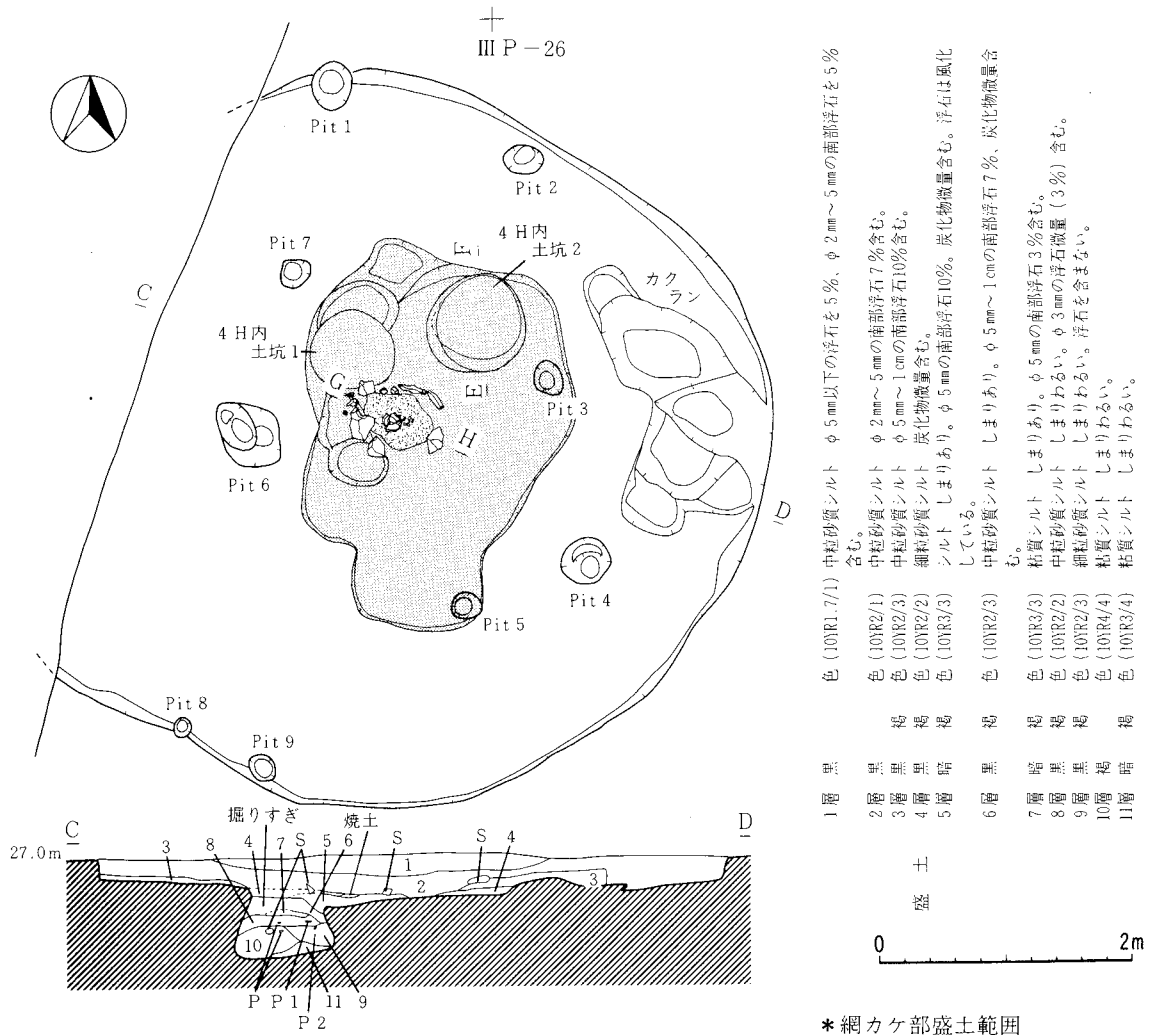 III P－26
Pit 1
Pit 2
Pit 7
4 H内
土坑 2
カク
ラン
C
4 H内
土坑 1
G
E
E
Pit 3
H
Pit 6
D
Pit 4
Pit 5
Pit 8
Pit 9
C
掘りすぎ
焼土
D
27.0m
3
8
4
7
S
5
6
S
S
4
1
2
3
10
P
P 1
11
9
P 2
1層 黒 色 (10YR1.7/1) 中粒砂質シルト φ5mm以下の浮石を5%、φ2mm～5mmの南部浮石を5%
含む。
2層 黒 色 (10YR2/1) 中粒砂質シルト φ2mm～5mmの南部浮石7%含む。
3層 黒 褐 色 (10YR2/3) 中粒砂質シルト φ5mm～1cmの南部浮石10%含む。
4層 黒 褐 色 (10YR2/2) 細粒砂質シルト 炭化物微量含む。
5層 暗 褐 色 (10YR3/3) シルト しまりあり。φ5mmの南部浮石10%。炭化物微量含む。浮石は風化
している。
6層 黒 褐 色 (10YR2/3) 中粒砂質シルト しまりあり。φ5mm～1cmの南部浮石7%、炭化物微量含
む。
7層 暗 褐 色 (10YR3/3) 粘質シルト しまりあり。φ5mmの南部浮石3%含む。
8層 黒 褐 色 (10YR2/2) 中粒砂質シルト しまりわるい。φ3mmの浮石微量(3%)含む。
9層 黒 褐 色 (10YR2/3) 細粒砂質シルト しまりわるい。浮石を含まない。
10層 褐 色 (10YR4/4) 粘質シルト しまりわるい。
11層 暗 褐 色 (10YR3/4) 粘質シルト しまりわるい。
盛 土
0 2m
＊網カケ部盛土範囲